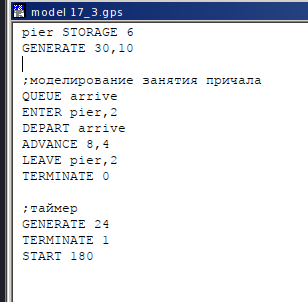 model 17_3.gps
pier STORAGE 6
GENERATE 30,10
;моделирование занятия причала
QUEUE arrive
ENTER pier,2
DEPART arrive
ADVANCE 8,4
LEAVE pier,2
TERMINATE 0
;таймер
GENERATE 24
TERMINATE 1
START 180